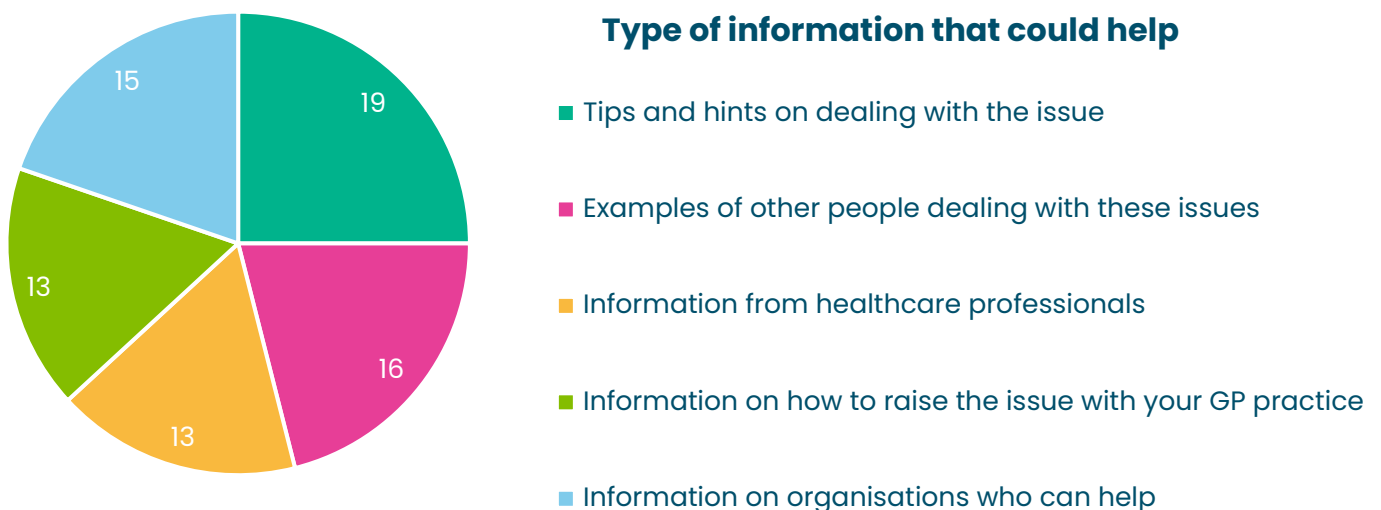 Type of information that could help
15
19
Tips and hints on dealing with the issue
Examples of other people dealing with these issues
13
Information from healthcare professionals
16
Information on how to raise the issue with your GP practice
13
Information on organisations who can help